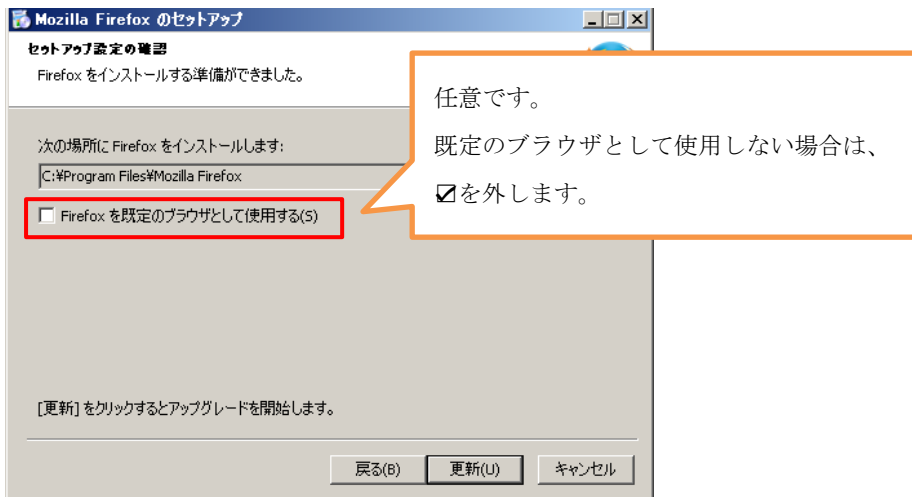 Mozilla Firefox のセットアップ
セットアップ設定の確認
Firefox をインストールする準備ができました。
任意です。
既定のブラウザとして使用しない場合は、
☑を外します。
次の場所に Firefox をインストールします:
C:¥Program Files¥Mozilla Firefox
Firefox を既定のブラウザとして使用する(S)
[更新] をクリックするとアップグレードを開始します。
戻る(B) 更新(U) キャンセル